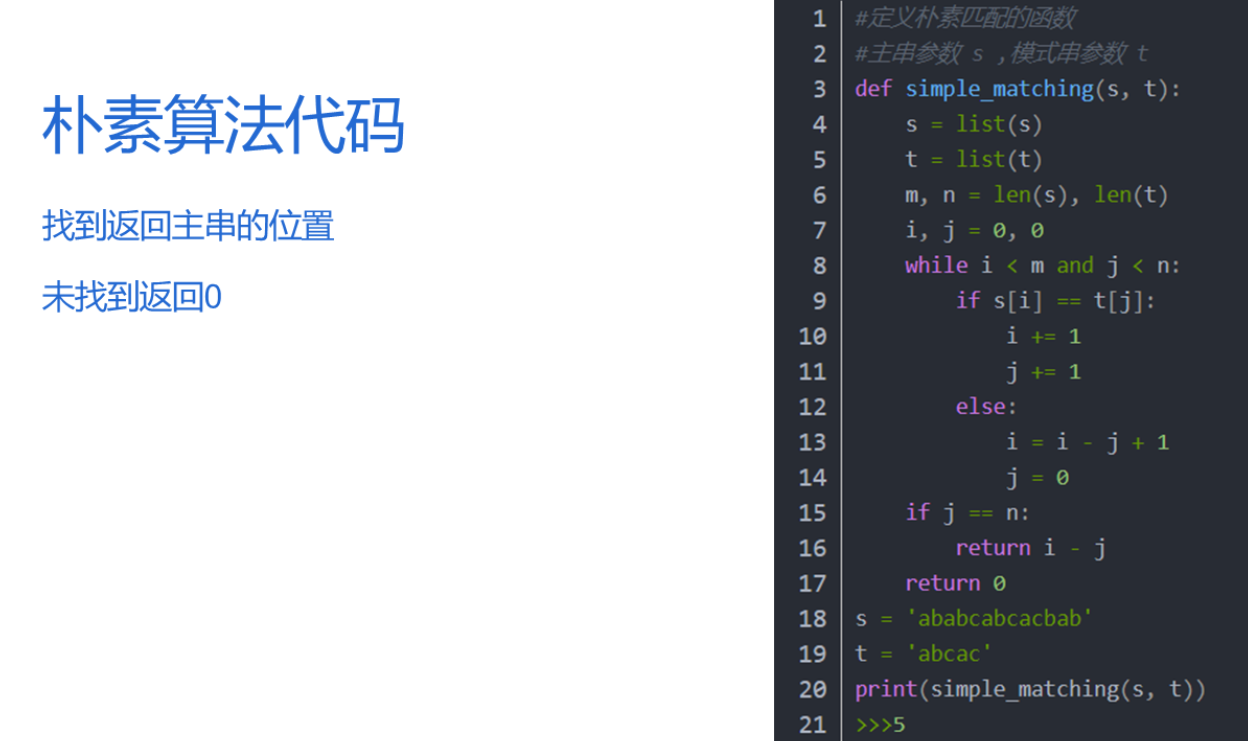 朴素算法代码
找到返回主串的位置
未找到返回0
1 #定义朴素匹配的函数
2 #主串参数 s ,模式串参数 t
3 def simple_matching(s, t):
4     s = list(s)
5     t = list(t)
6     m, n = len(s), len(t)
7     i, j = 0, 0
8     while i < m and j < n:
9         if s[i] == t[j]:
10             i += 1
11             j += 1
12         else:
13             i = i - j + 1
14             j = 0
15     if j == n:
16         return i - j
17     return 0
18 s = 'ababcabcacbab'
19 t = 'abcac'
20 print(simple_matching(s, t))
21 >>>5